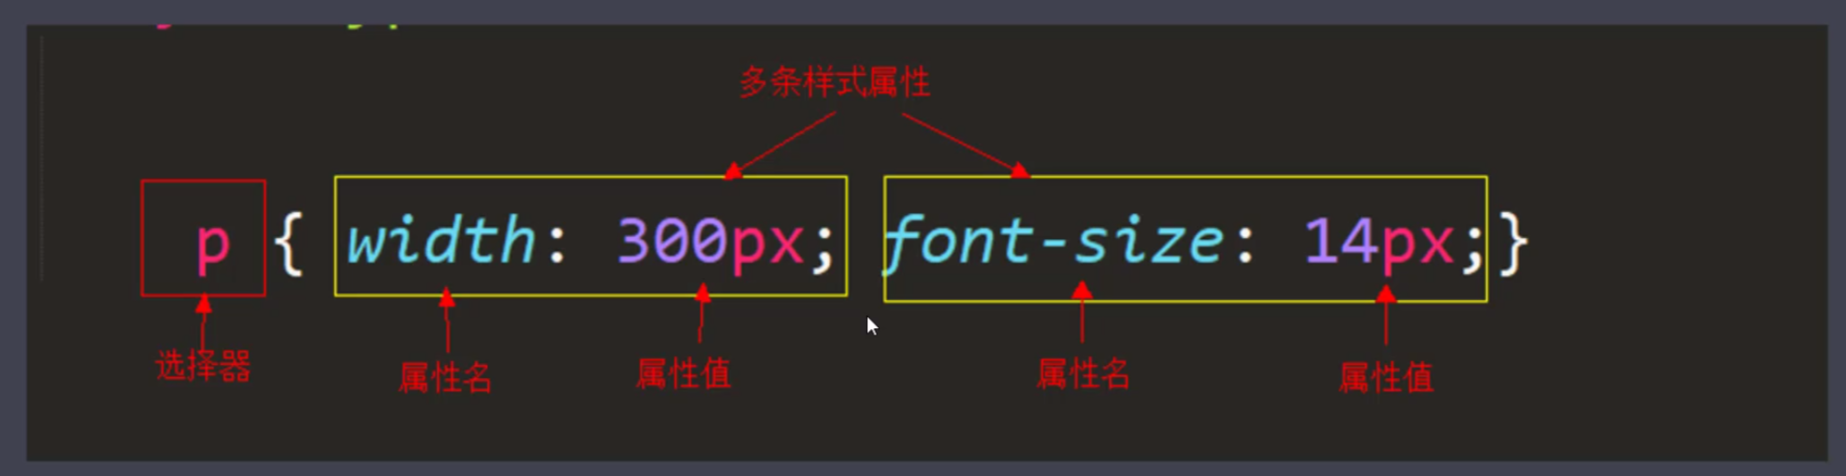 多条样式属性
p { width: 300px; font-size: 14px;}
选择器 属性名 属性值 属性名 属性值